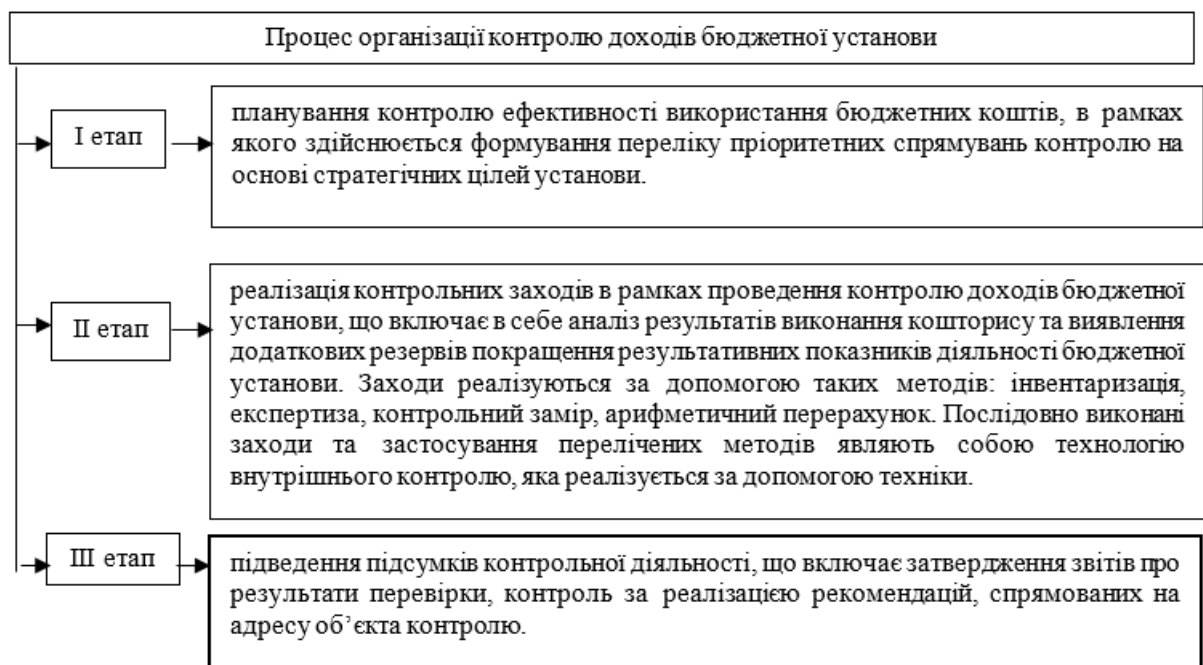 Процес організації контролю доходів бюджетної установи
І етап
планування контролю ефективності використання бюджетних коштів, в рамках
якого здійснюється формування переліку пріоритетних спрямувань контролю на
основі стратегічних цілей установи.
ІІ етап
реалізація контрольних заходів в рамках проведення контролю доходів бюджетної
установи, що включає в себе аналіз результатів виконання кошторису та виявлення
додаткових резервів покращення результативних показників діяльності бюджетної
установи. Заходи реалізуються за допомогою таких методів: інвентаризація,
експертиза, контрольний замір, арифметичний перерахунок. Послідовно виконані
заходи та застосування перелічених методів являють собою технологію
внутрішнього контролю, яка реалізується за допомогою техніки.
ІІІ етап
підведення підсумків контрольної діяльності, що включає затвердження звітів про
результати перевірки, контроль за реалізацією рекомендацій, спрямованих на
адресу об’єкта контролю.